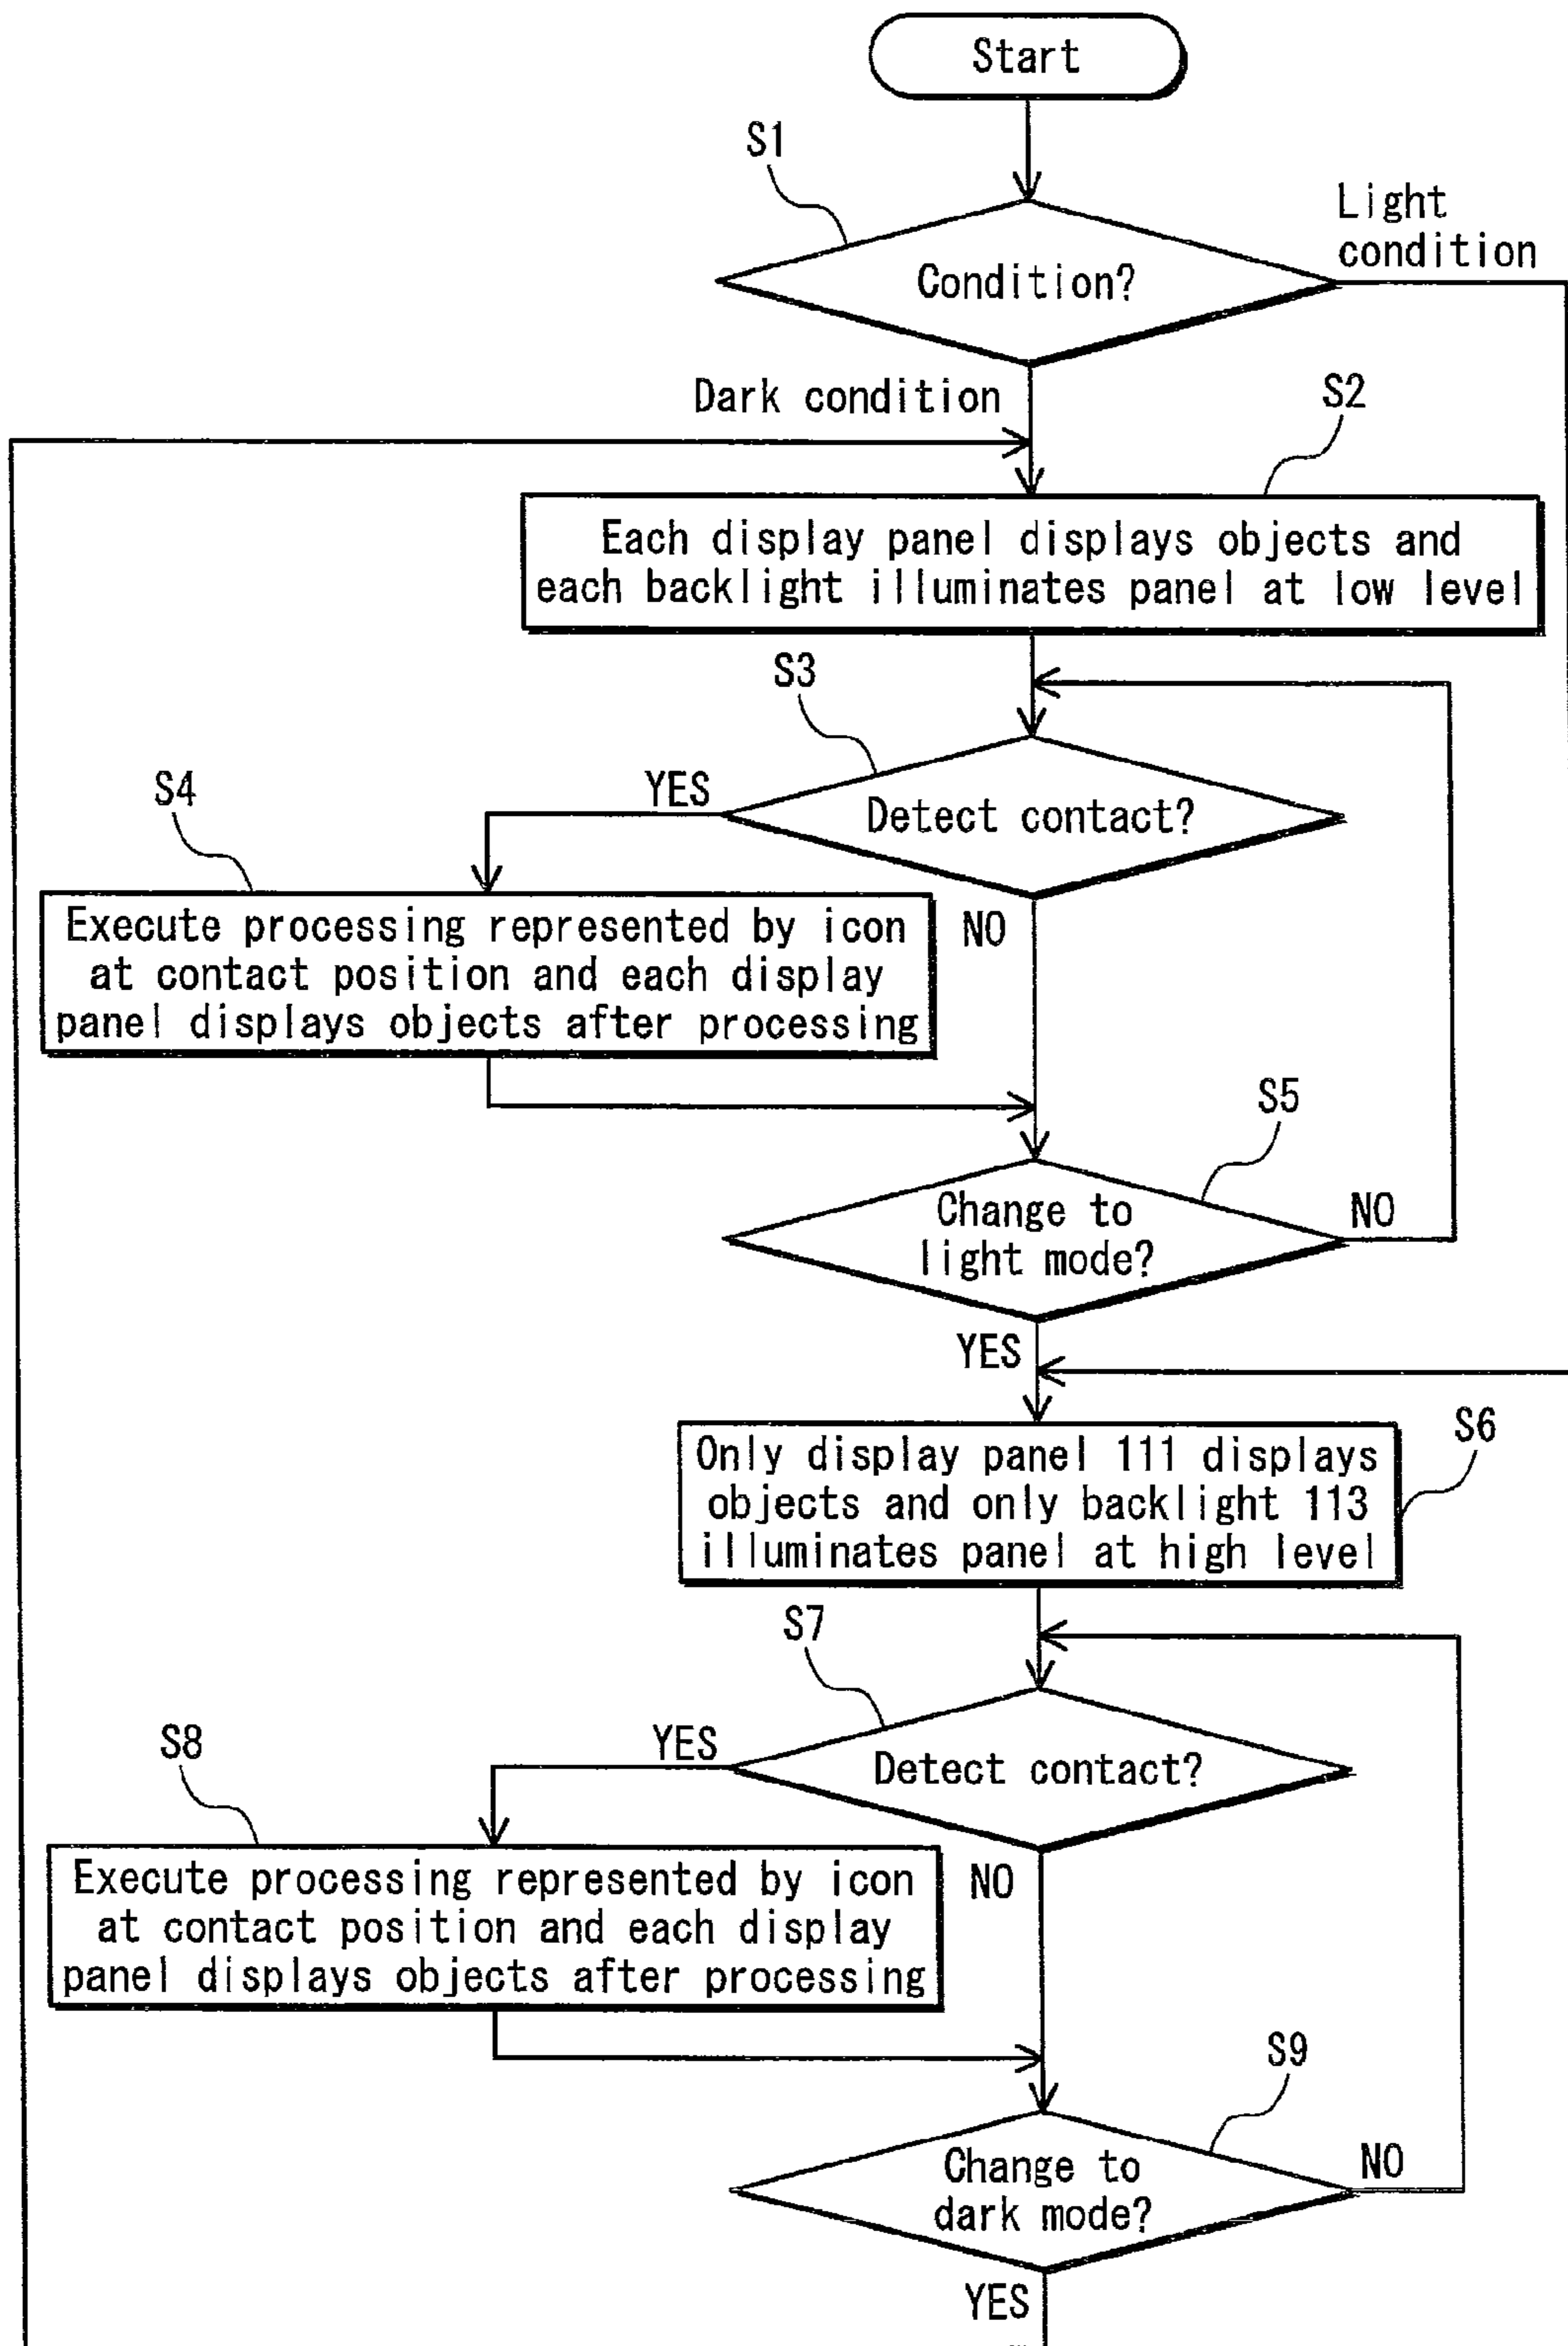 Start
S1
Light
condition
Condition?
Dark condition
S2
Each display panel displays objects and
each backlight illuminates panel at low level
S3
S4
YES
Detect contact?
Execute processing represented by icon
at contact position and each display
panel displays objects after processing
NO
S5
Change to
light mode?
NO
YES
S6
Only display panel 111 displays
objects and only backlight 113
illuminates panel at high level
S7
S8
YES
Detect contact?
Execute processing represented by icon
at contact position and each display
panel displays objects after processing
NO
S9
Change to
dark mode?
NO
YES